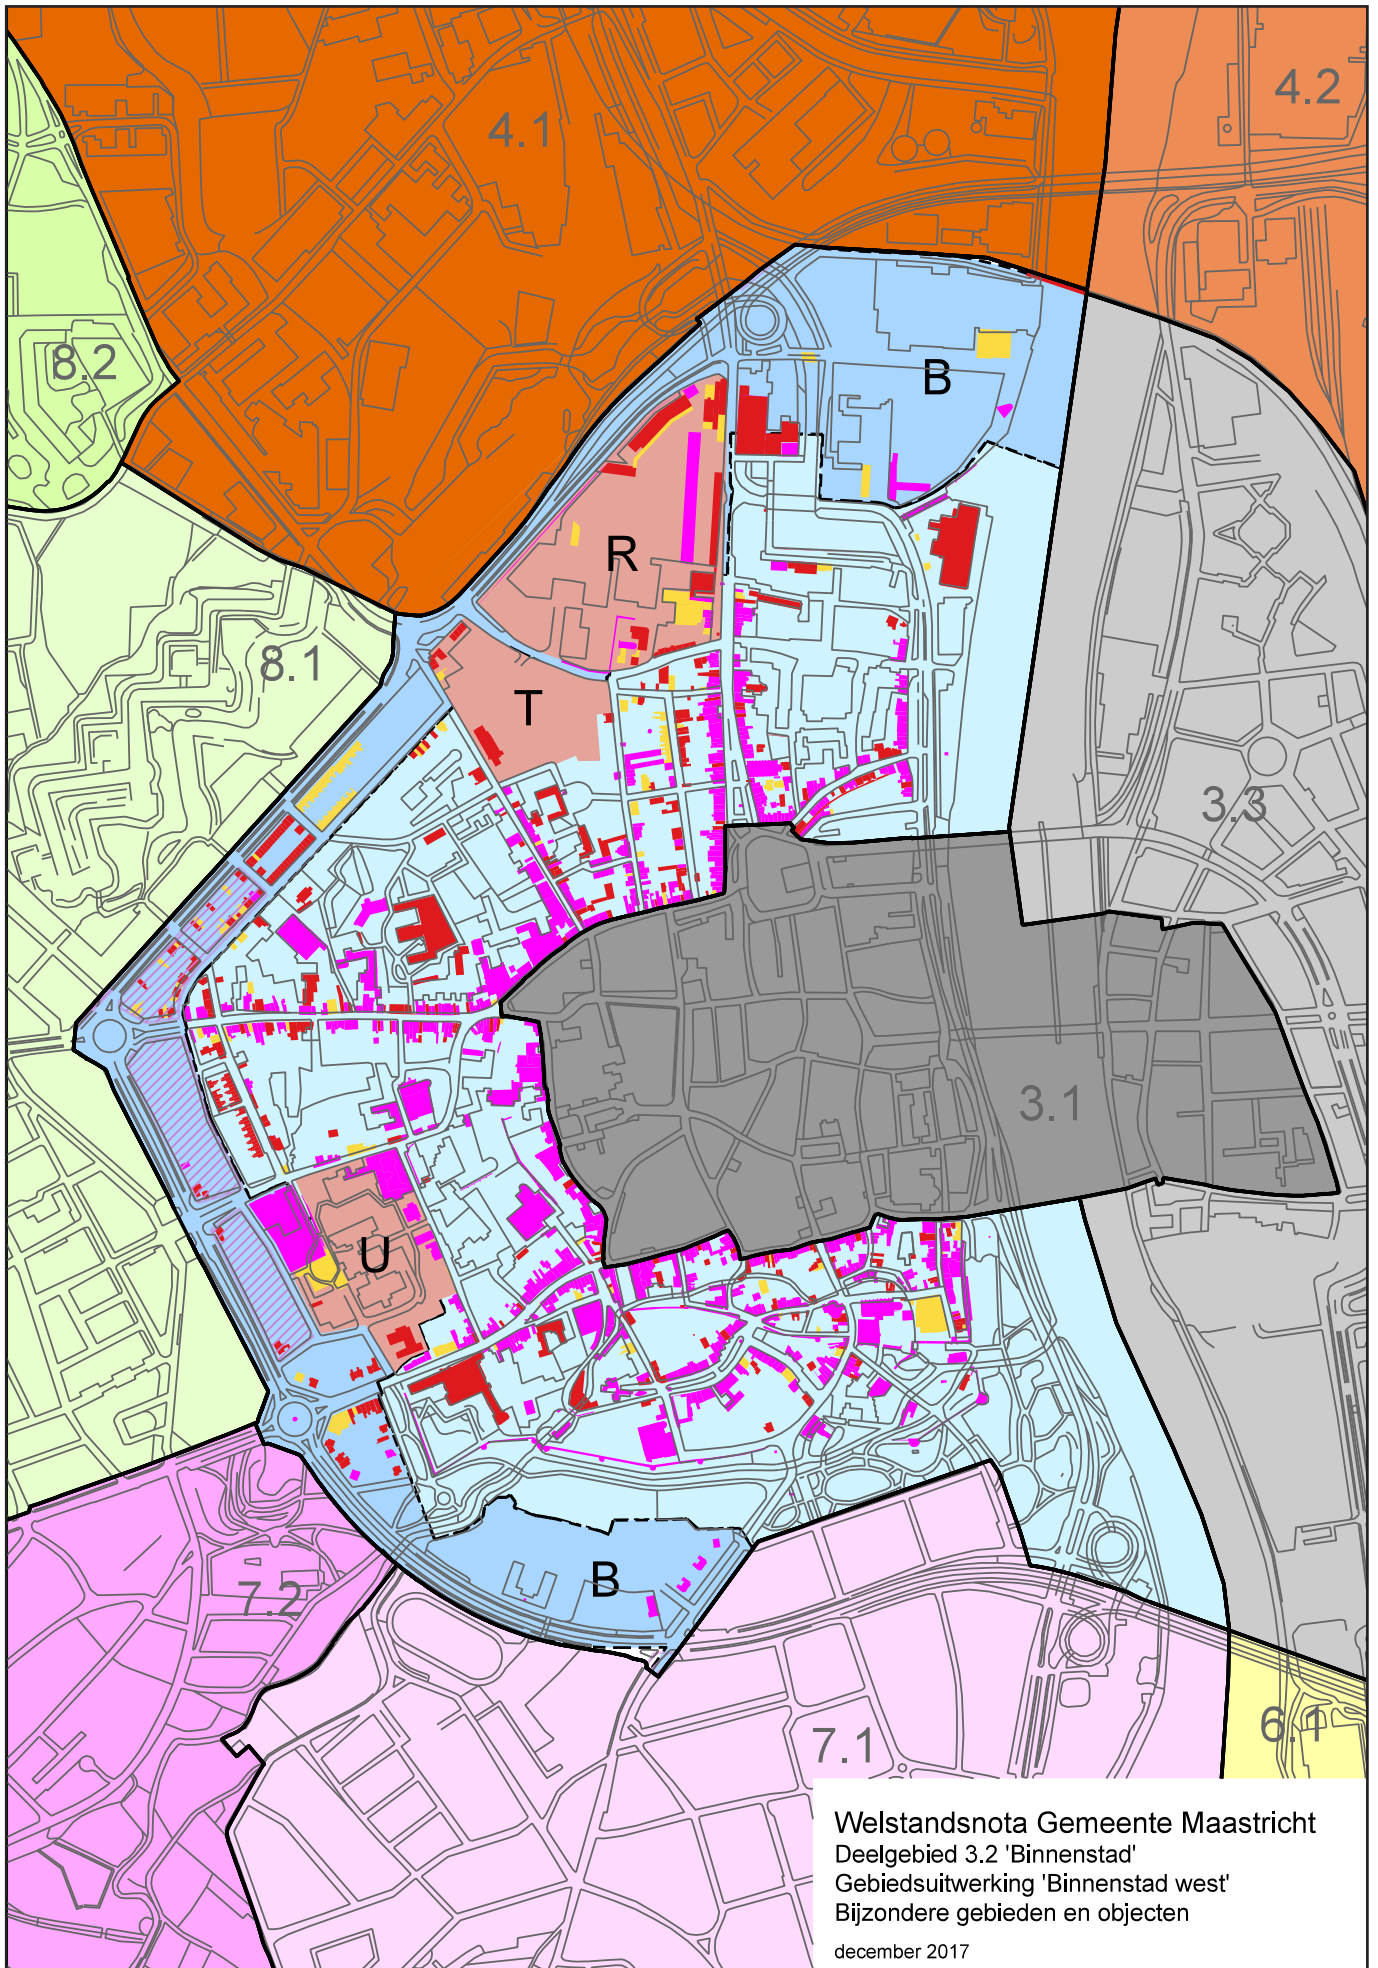 4.2
4.1
8.2
B
R
8.1
T
3.3
3.1
U
B
7.2
7.1
6.1
Welstandsnota Gemeente Maastricht
Deelgebied 3.2 'Binnenstad'
Gebiedsuitwerking 'Binnenstad west'
Bijzondere gebieden en objecten
december 2017